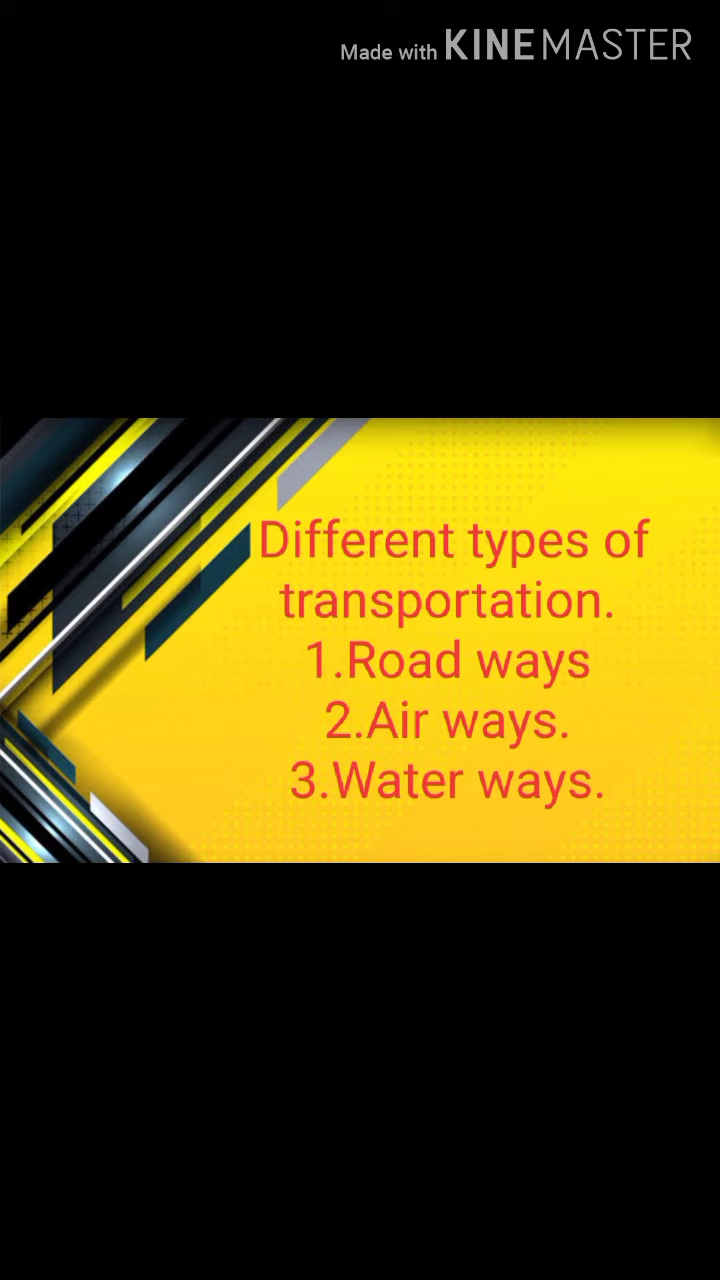 Made with KINEMASTER
Different types of
transportation.
1.Road ways
2.Air ways.
3.Water ways.